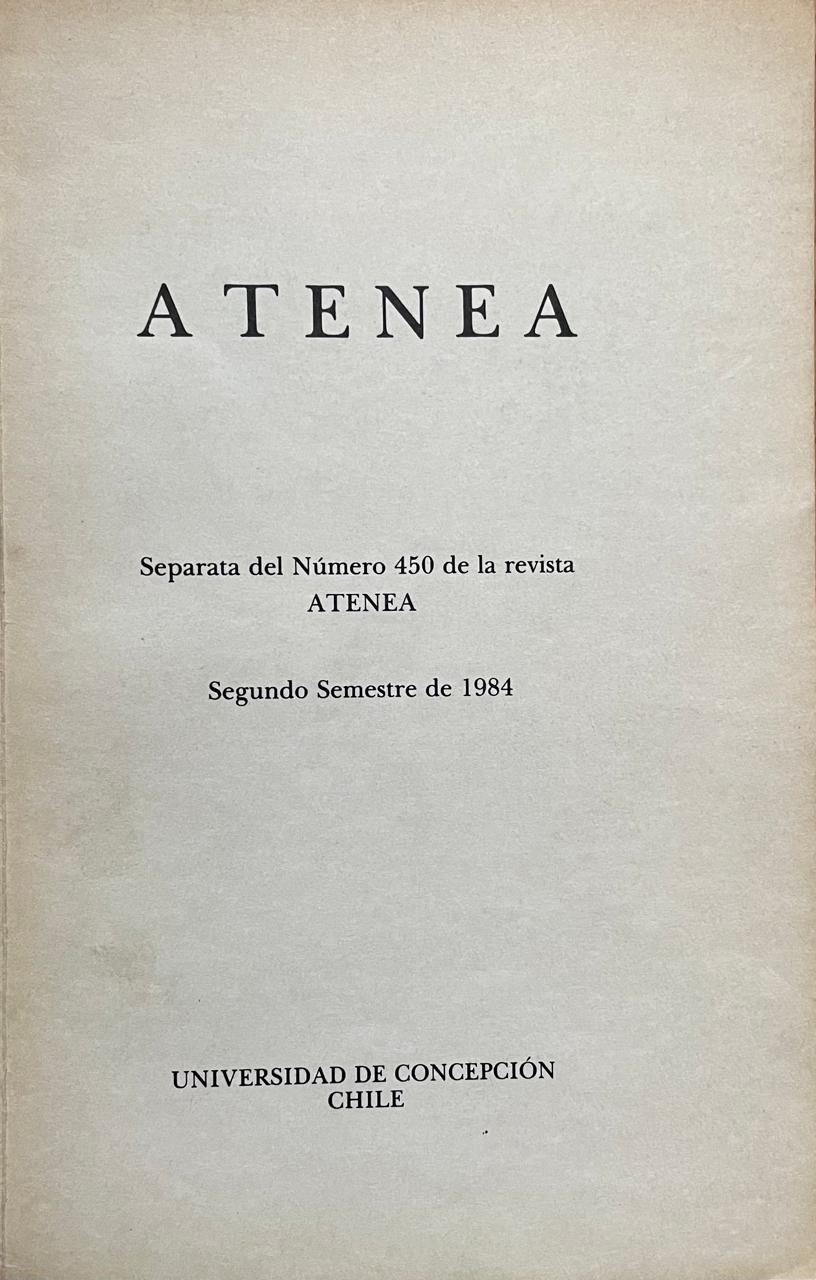 ATENEA
Separata del Número 450 de la revista
ATENEA
Segundo Semestre de 1984
UNIVERSIDAD DE CONCEPCIÓN
CHILE